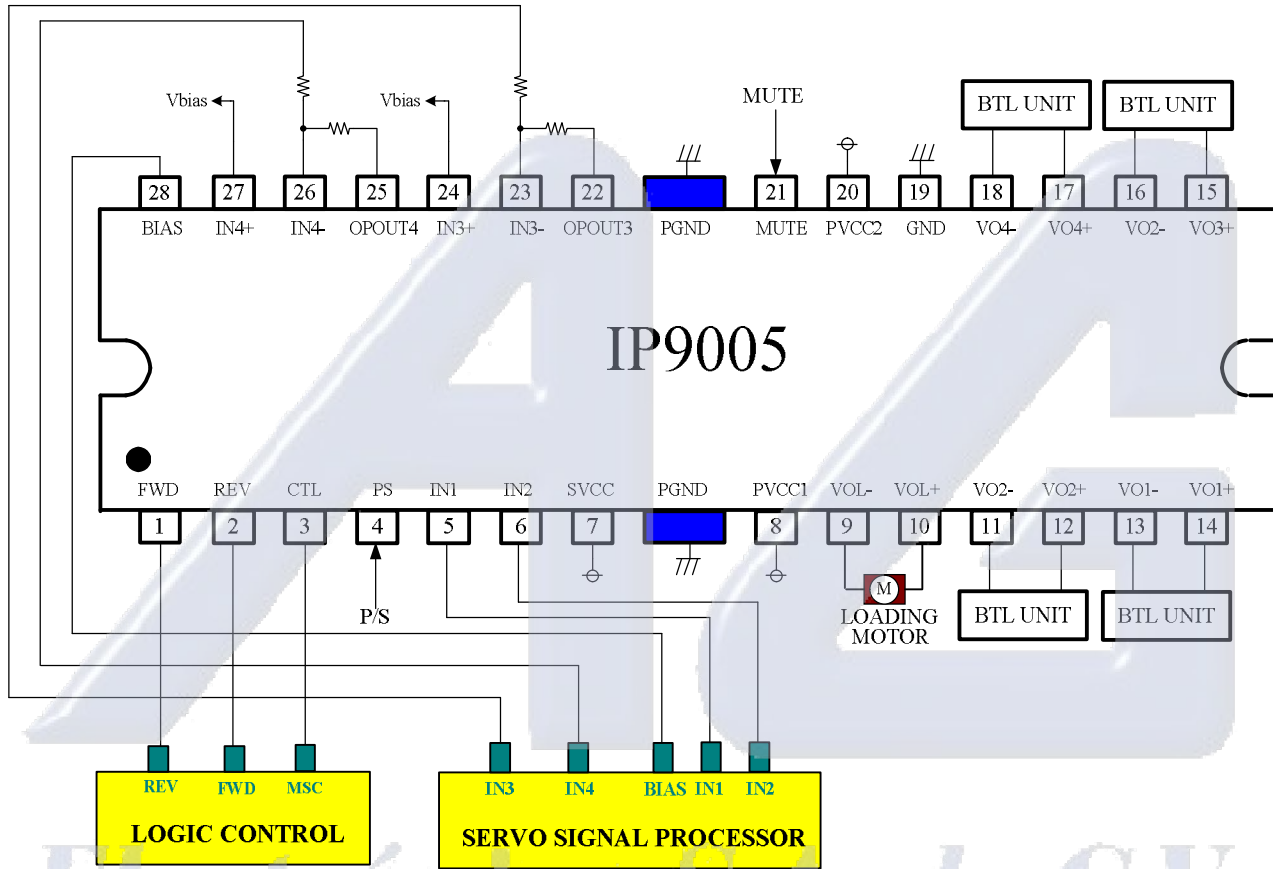 MUTE
BTL UNIT
BTL UNIT
Vbias
Vbias
28 27 26 25 24 23 22 21 20 19 18 17 16 15
BIAS IN4+ IN4- OPOUT4 IN3+ IN3- OPOUT3 PGND MUTE PVCC2 GND VO4- VO4+ VO2- VO3+
IP9005
FWD REV CTL PS IN1 IN2 SVCC PGND PVCC1 VOL- VOL+ VO2- VO2+ VO1- VO1+
1 2 3 4 5 6 7 8 9 10 11 12 13 14
M
P/S
LOADING
MOTOR
BTL UNIT
BTL UNIT
REV FWD MSC
LOGIC CONTROL
IN3 IN4 BIAS IN1 IN2
SERVO SIGNAL PROCESSOR